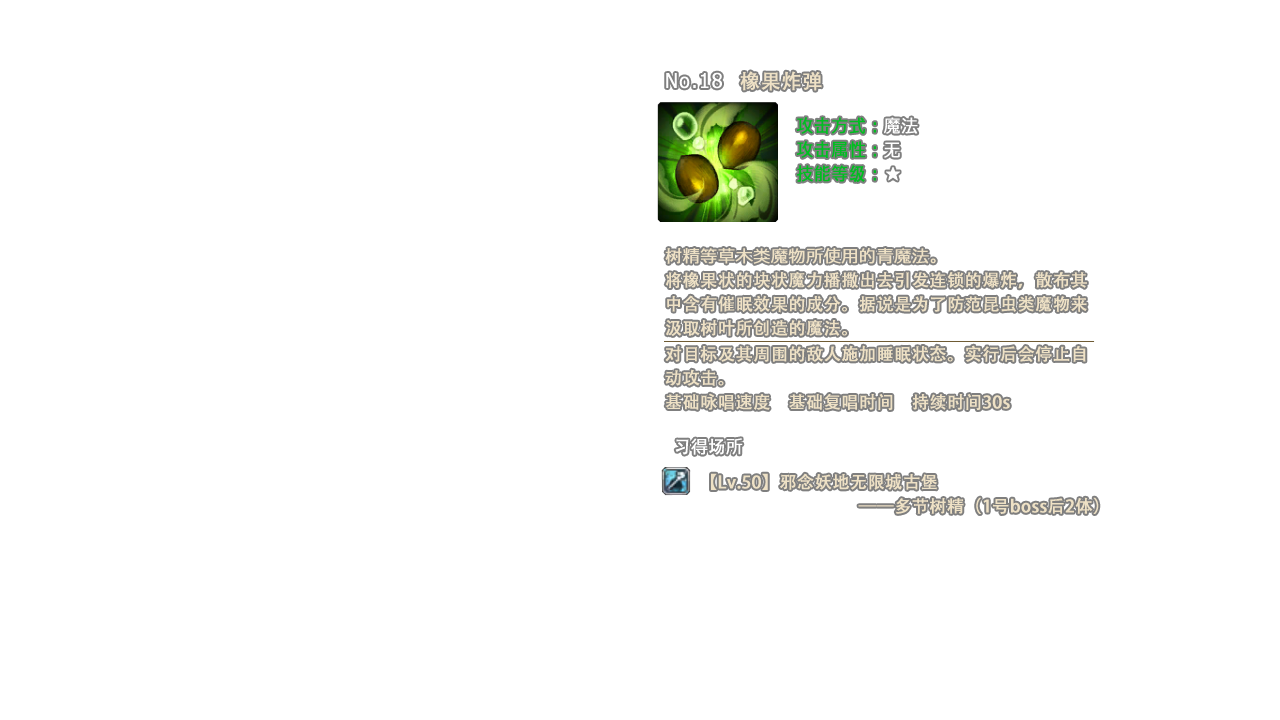 No.18 橡果炸弹
攻击方式：魔法
攻击属性：无
技能等级：☆
树精等草木类魔物所使用的青魔法。
将橡果状的块状魔力播撒出去引发连锁的爆炸，散布其
中含有催眠效果的成分。据说是为了防范昆虫类魔物来
汲取树叶所创造的魔法。
对目标及其周围的敌人施加睡眠状态。实行后会停止自
动攻击。
基础咏唱速度 基础复唱时间 持续时间30s
习得场所
【Lv.50】邪念妖地无限城古堡
——多节树精（1号boss后2体）